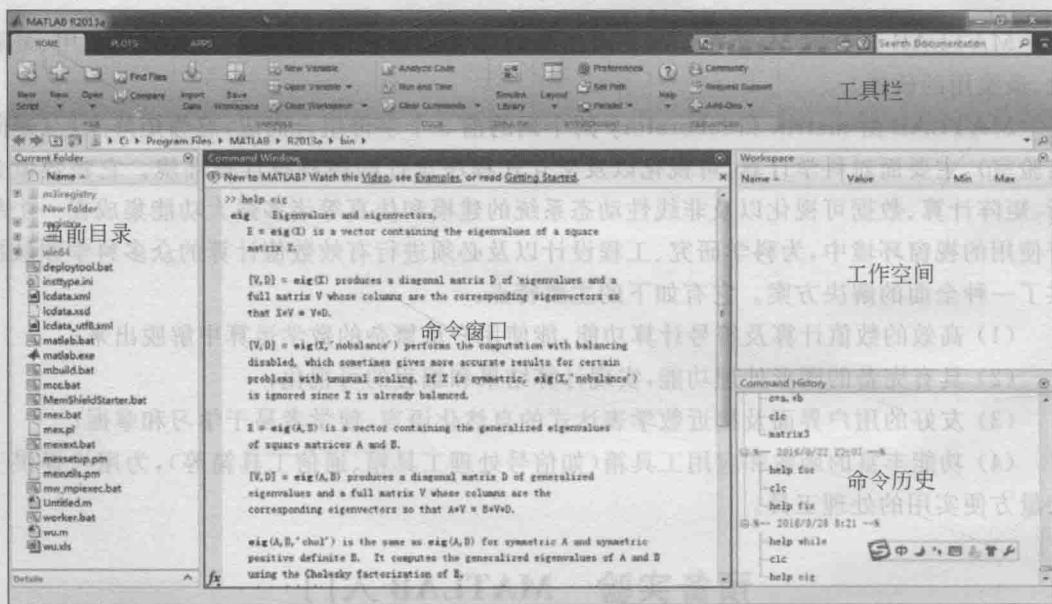 MATLAB R2013a
HOME PLOTS APPS
Search Documentation
New Script
New
Open
Find Files
Compare
Import Data
Save Workspace
New Variable
Open Variable
Clear Workspace
Analyze Code
Run and Time
Clear Commands
Simulink Library
Layout
Preferences
Set Path
Parallel
Help
Community
Request Support
Add-Ons
工具栏
C: ▸ Program Files ▸ MATLAB ▸ R2013a ▸ bin ▸
Current Folder
Name
m3iregistry
New Folder
win64
当前目录
deploytool.bat
insttype.ini
lcdata.xml
lcdata.xsd
lcdata_utf8.xml
matlab.bat
matlab.exe
mbuild.bat
mcc.bat
MemShieldStarter.bat
mex.bat
mex.pl
mexext.bat
mexsetup.pm
mexutils.pm
mw_mpiexec.bat
Untitled.m
worker.bat
wu.m
wu.xls
Details
Command Window
New to MATLAB? Watch this Video, see Examples, or read Getting Started.
>> help eig
eig Eigenvalues and eigenvectors.
E = eig(X) is a vector containing the eigenvalues of a square
matrix X.
[V,D] = eig(X) produces a diagonal matrix D of eigenvalues and a
full matrix V whose columns are the corresponding eigenvectors so
that X*V = V*D.
命令窗口
[V,D] = eig(X,'nobalance') performs the computation with balancing
disabled, which sometimes gives more accurate results for certain
problems with unusual scaling. If X is symmetric, eig(X,'nobalance')
is ignored since X is already balanced.
E = eig(A,B) is a vector containing the generalized eigenvalues
of square matrices A and B.
[V,D] = eig(A,B) produces a diagonal matrix D of generalized
eigenvalues and a full matrix V whose columns are the
corresponding eigenvectors so that A*V = B*V*D.
eig(A,B,'chol') is the same as eig(A,B) for symmetric A and symmetric
positive definite B. It computes the generalized eigenvalues of A and B
using the Cholesky factorization of B.
fx
Workspace
Name Value Min Max
工作空间
Command History
clc
matrix3
help fix
clc
help fix
命令历史
%-- 2016/9/28 8:21 --%
help while
clc
help eig
中